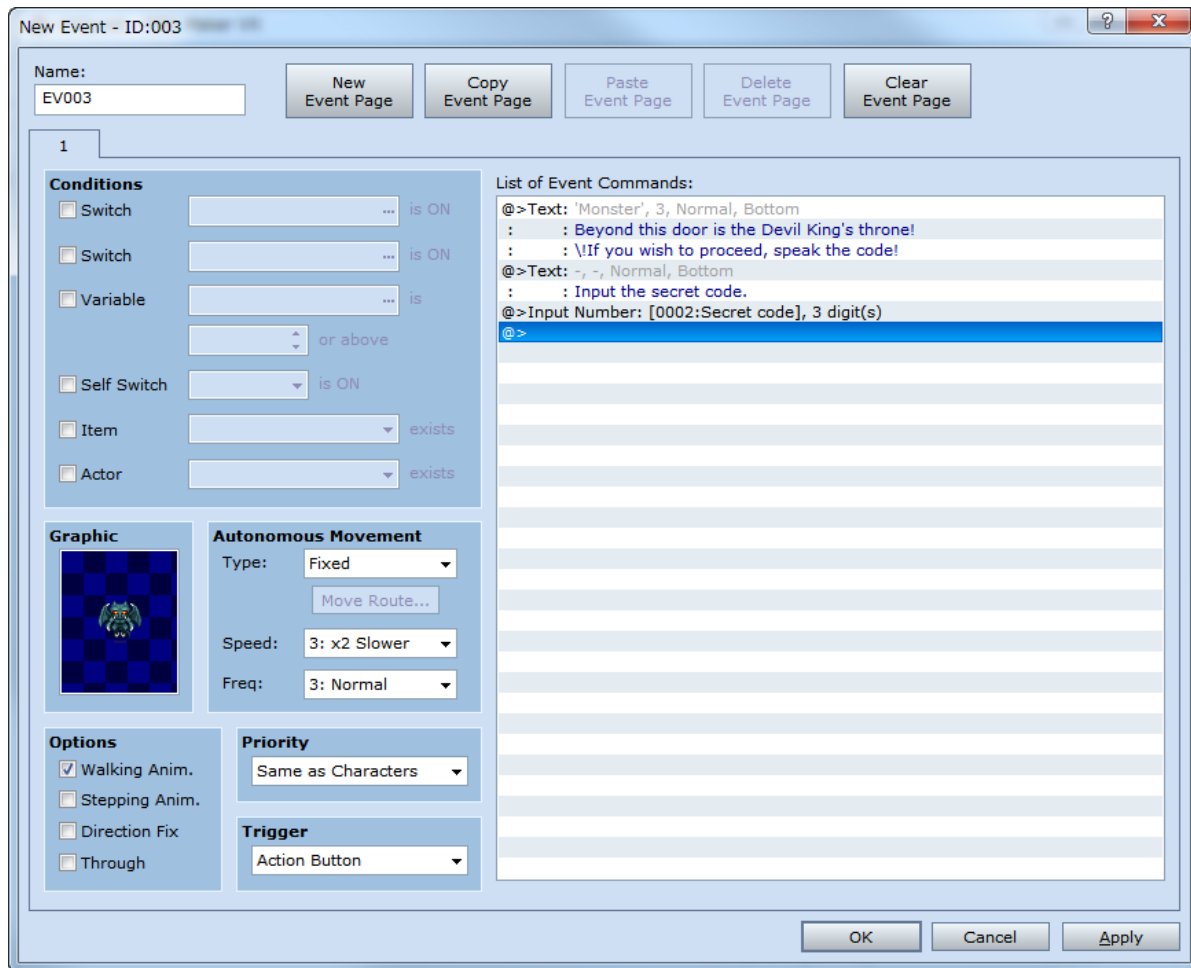 New Event - ID:003
Name:
EV003
New
Event Page
Copy
Event Page
Paste
Event Page
Delete
Event Page
Clear
Event Page
1
Conditions
Switch ... is ON
Switch ... is ON
Variable ... is
or above
Self Switch is ON
Item exists
Actor exists
Graphic
Autonomous Movement
Type: Fixed
Move Route...
Speed: 3: x2 Slower
Freq: 3: Normal
Options
Walking Anim.
Stepping Anim.
Direction Fix
Through
Priority
Same as Characters
Trigger
Action Button
List of Event Commands:
@>Text: 'Monster', 3, Normal, Bottom
: : Beyond this door is the Devil King's throne!
: : \!If you wish to proceed, speak the code!
@>Text: -, -, Normal, Bottom
: : Input the secret code.
@>Input Number: [0002:Secret code], 3 digit(s)
@>
OK
Cancel
Apply